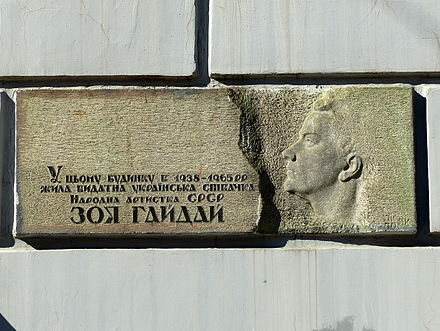 У цьому будинку в 1938-1965 рр
жила видатна українська співачка
Народна артистка СРСР
ЗОЯ ГАЙДАЙ